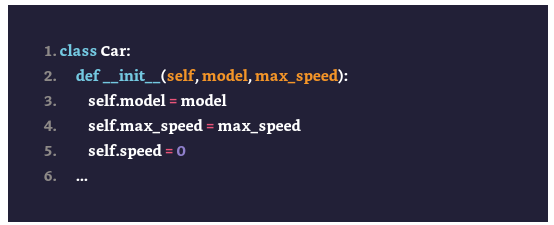 1. class Car:
2.     def __init__(self, model, max_speed):
3.         self.model = model
4.         self.max_speed = max_speed
5.         self.speed = 0
6.     ...